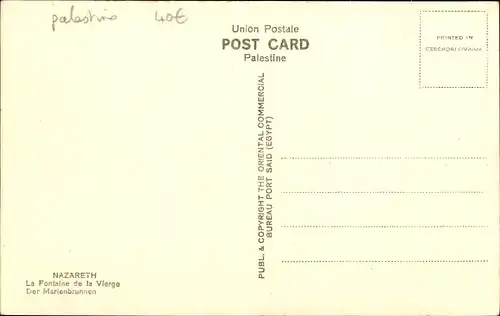 palestina 40€
Union Postale
POST CARD
Palestine
PRINTED IN
CZECHOSLOVAKIA
PUBL. & COPYRIGHT THE ORIENTAL COMMERCIAL
BUREAU PORT SAID (EGYPT)
NAZARETH
La Fontaine de la Vierge
Der Marienbrunnen